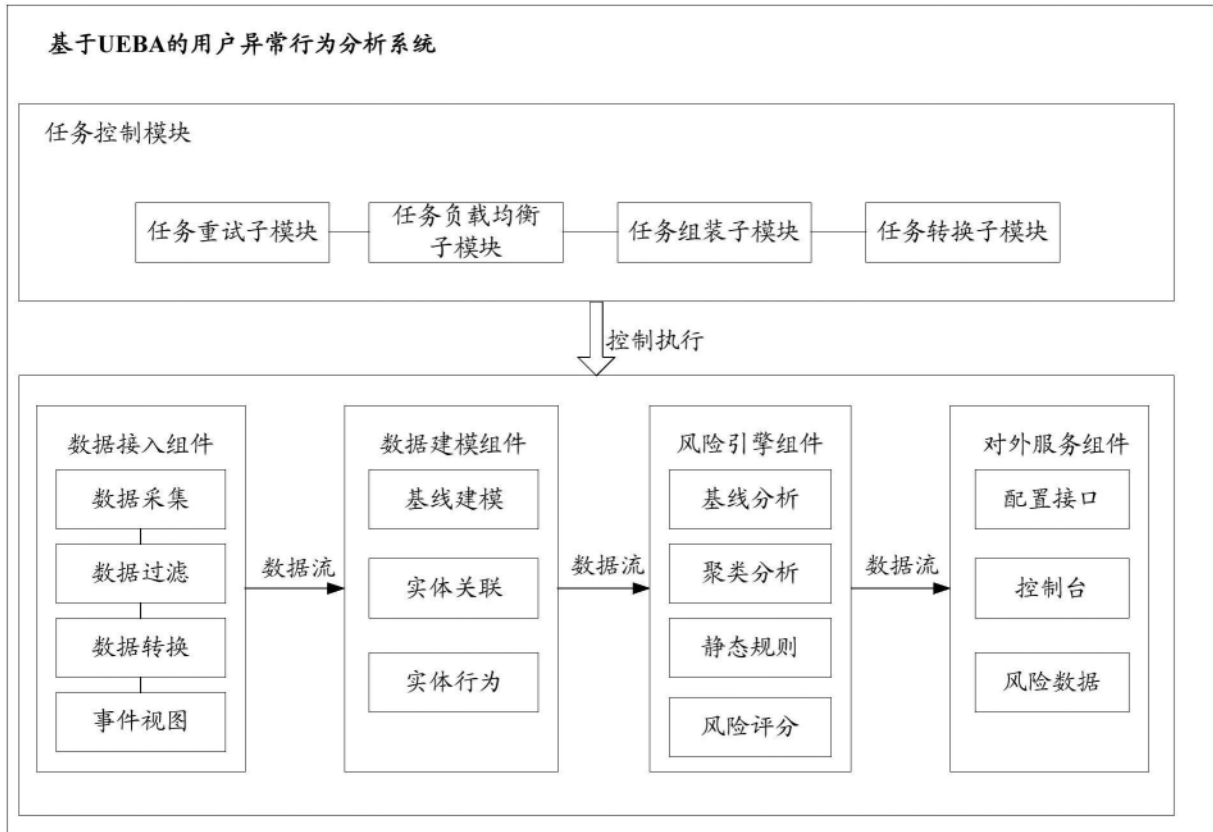 基于UEBA的用户异常行为分析系统
任务控制模块
任务重试子模块
任务负载均衡
子模块
任务组装子模块
任务转换子模块
控制执行
数据接入组件
数据采集
数据过滤
数据转换
事件视图
数据流
数据建模组件
基线建模
实体关联
实体行为
数据流
风险引擎组件
基线分析
聚类分析
静态规则
风险评分
数据流
对外服务组件
配置接口
控制台
风险数据